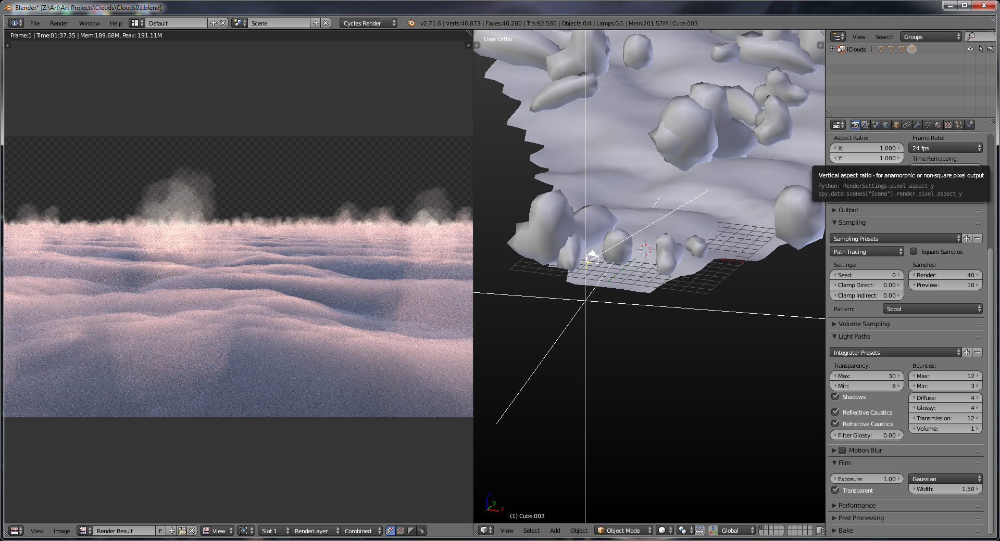 Blender* [Z:\Art\Art Projects\Clouds\Clouds01.blend]
File Render Window Help Default Scene Cycles Render v2.71.6 | Verts:46,873 | Faces:46,280 | Tris:92,560 | Objects:0/4 | Lamps:0/1 | Mem:201.57M | Cube.003
Frame:1 | Time:01:37.35 | Mem:189.68M, Peak: 191.11M
User Ortho
View Search Groups
iClouds
Aspect Ratio: Frame Rate:
X: 1.000 24 fps
Y: 1.000 Time Remapping:
Vertical aspect ratio - for anamorphic or non-square pixel output
Python: RenderSettings.pixel_aspect_y
bpy.data.scenes["Scene"].render.pixel_aspect_y
Output
Sampling
Sampling Presets
Path Tracing Square Samples
Settings: Samples:
Seed: 0 Render: 40
Clamp Direct: 0.00 Preview: 10
Clamp Indirect: 0.00
Pattern: Sobol
Volume Sampling
Light Paths
Integrator Presets
Transparency: Bounces:
Max: 30 Max: 12
Min: 8 Min: 3
Shadows Diffuse: 4
Glossy: 4
Reflective Caustics
Transmission: 12
Refractive Caustics
Volume: 1
Filter Glossy: 0.00
Motion Blur
Film
Exposure: 1.00 Gaussian
Transparent Width: 1.50
Performance
Post Processing
Bake
z
y
x
(1) Cube.003
View Image Render Result F View Slot 1 RenderLayer Combined
View Select Add Object Object Mode Global